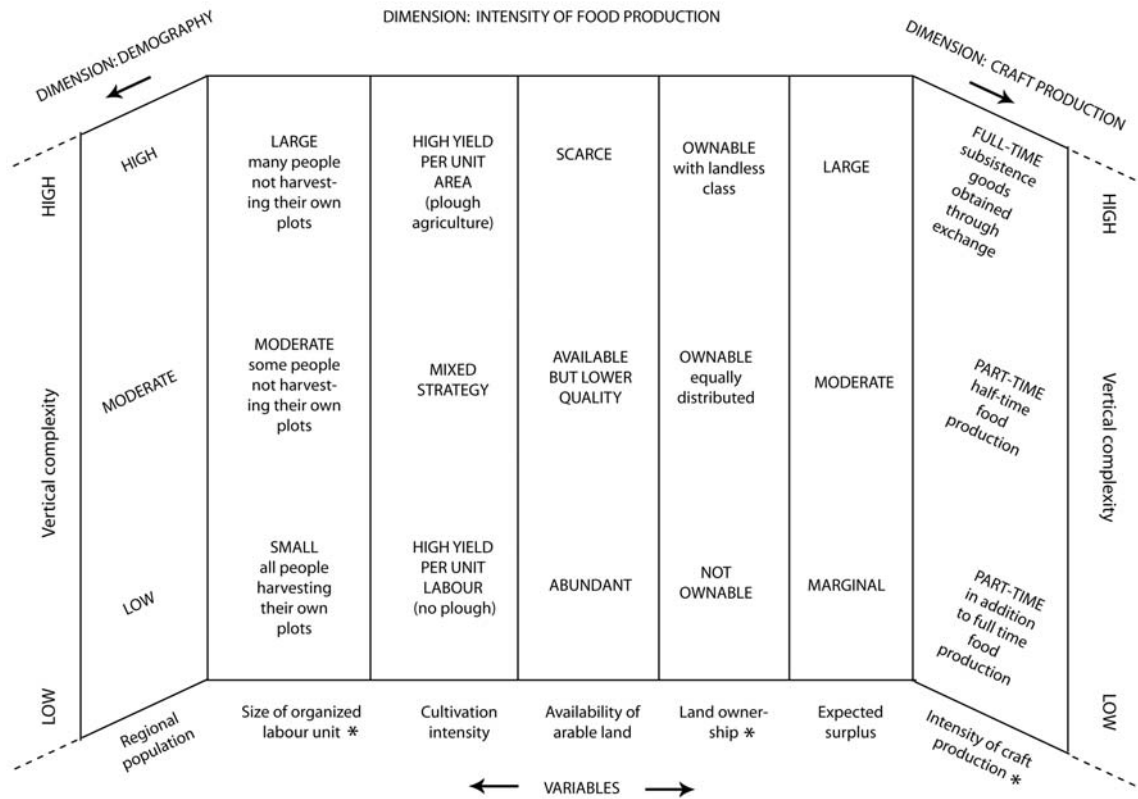 DIMENSION: INTENSITY OF FOOD PRODUCTION
DIMENSION: DEMOGRAPHY
DIMENSION: CRAFT PRODUCTION
HIGH
Vertical complexity
LOW
HIGH
MODERATE
LOW
Regional
population
LARGE
many people
not harvest-
ing their own
plots
MODERATE
some people
not harvest-
ing their own
plots
SMALL
all people
harvesting
their own
plots
Size of organized
labour unit *
HIGH YIELD
PER UNIT
AREA
(plough
agriculture)
MIXED
STRATEGY
HIGH YIELD
PER UNIT
LABOUR
(no plough)
Cultivation
intensity
SCARCE
AVAILABLE
BUT LOWER
QUALITY
ABUNDANT
Availability of
arable land
OWNABLE
with landless
class
OWNABLE
equally
distributed
NOT
OWNABLE
Land owner-
ship *
LARGE
MODERATE
MARGINAL
Expected
surplus
FULL-TIME
subsistence
goods
obtained
through
exchange
PART-TIME
half-time
food
production
PART-TIME
in addition
to full time
food
production
Intensity of craft
production *
HIGH
Vertical complexity
LOW
VARIABLES